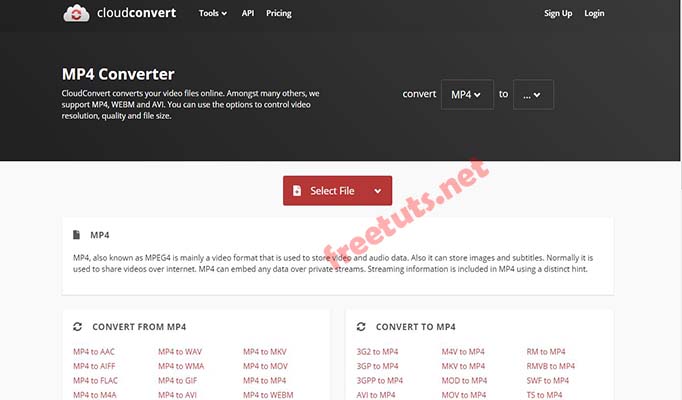 cloudconvert Tools API Pricing Sign Up Login
MP4 Converter
CloudConvert converts your video files online. Amongst many others, we
support MP4, WEBM and AVI. You can use the options to control video
resolution, quality and file size.
convert MP4 to ...
Select File
freetuts.net
MP4
MP4, also known as MPEG4 is mainly a video format that is used to store video and audio data. Also it can store images and subtitles. Normally it is
used to share videos over internet. MP4 can embed any data over private streams. Streaming information is included in MP4 using a distinct hint.
CONVERT FROM MP4
MP4 to AAC MP4 to WAV MP4 to MKV
MP4 to AIFF MP4 to WMA MP4 to MOV
MP4 to FLAC MP4 to GIF MP4 to MP4
MP4 to M4A MP4 to AVI MP4 to WEBM
CONVERT TO MP4
3G2 to MP4 M4V to MP4 RM to MP4
3GP to MP4 MKV to MP4 RMVB to MP4
3GPP to MP4 MOD to MP4 SWF to MP4
AVI to MP4 MOV to MP4 TS to MP4